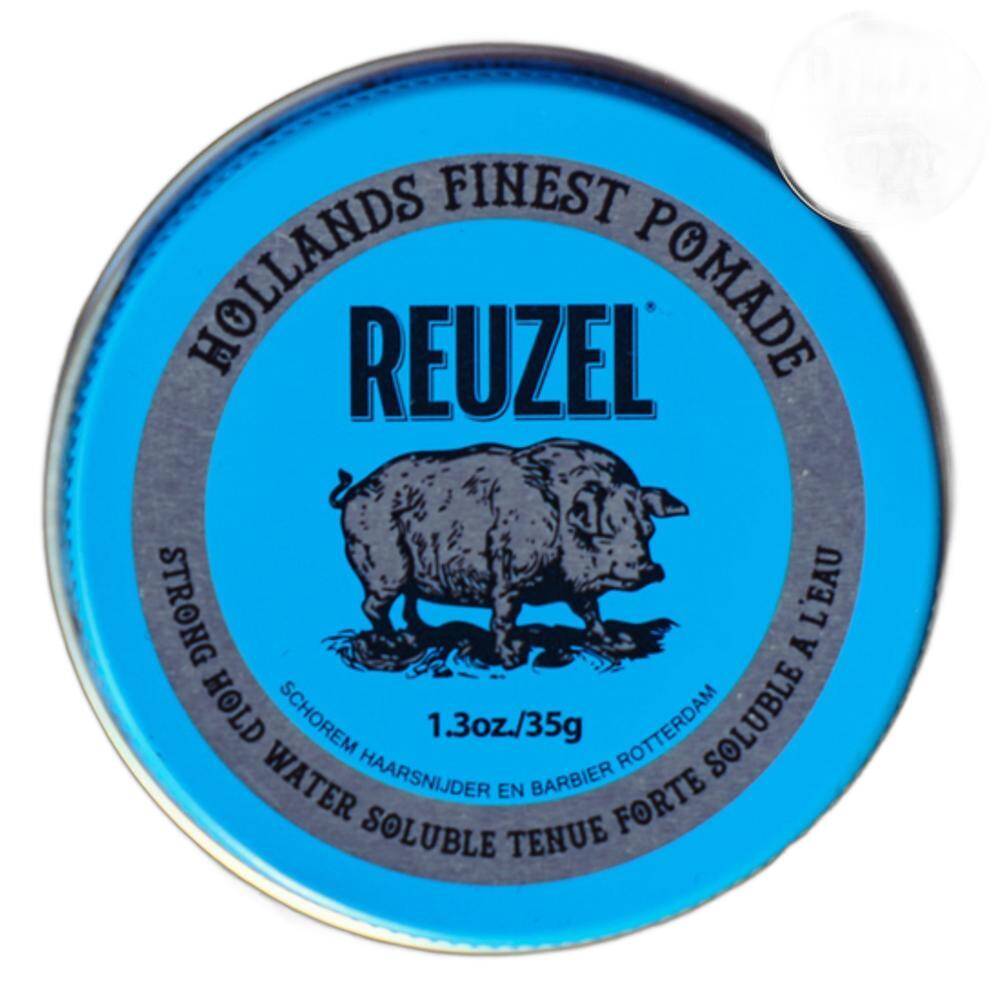 HOLLANDS FINEST POMADE
REUZEL
1.3oz./35g
SCHOREM HAARSNIJDER EN BARBIER ROTTERDAM
STRONG HOLD WATER SOLUBLE TENUE FORTE SOLUBLE A L'EAU